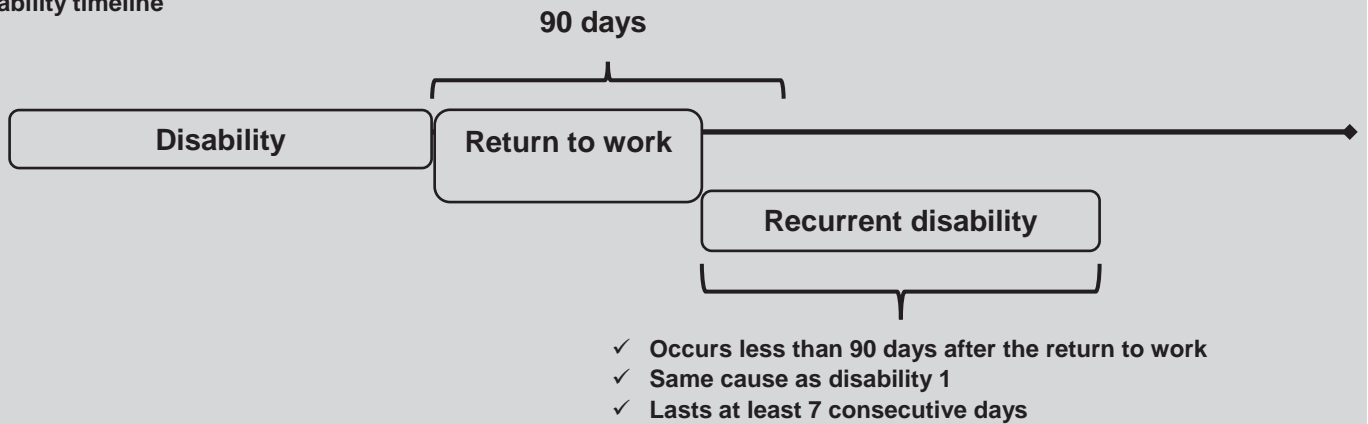 timeline
90 days
Disability
Return to work
Recurrent disability
✓ Occurs less than 90 days after the return to work
✓ Same cause as disability 1
✓ Lasts at least 7 consecutive days